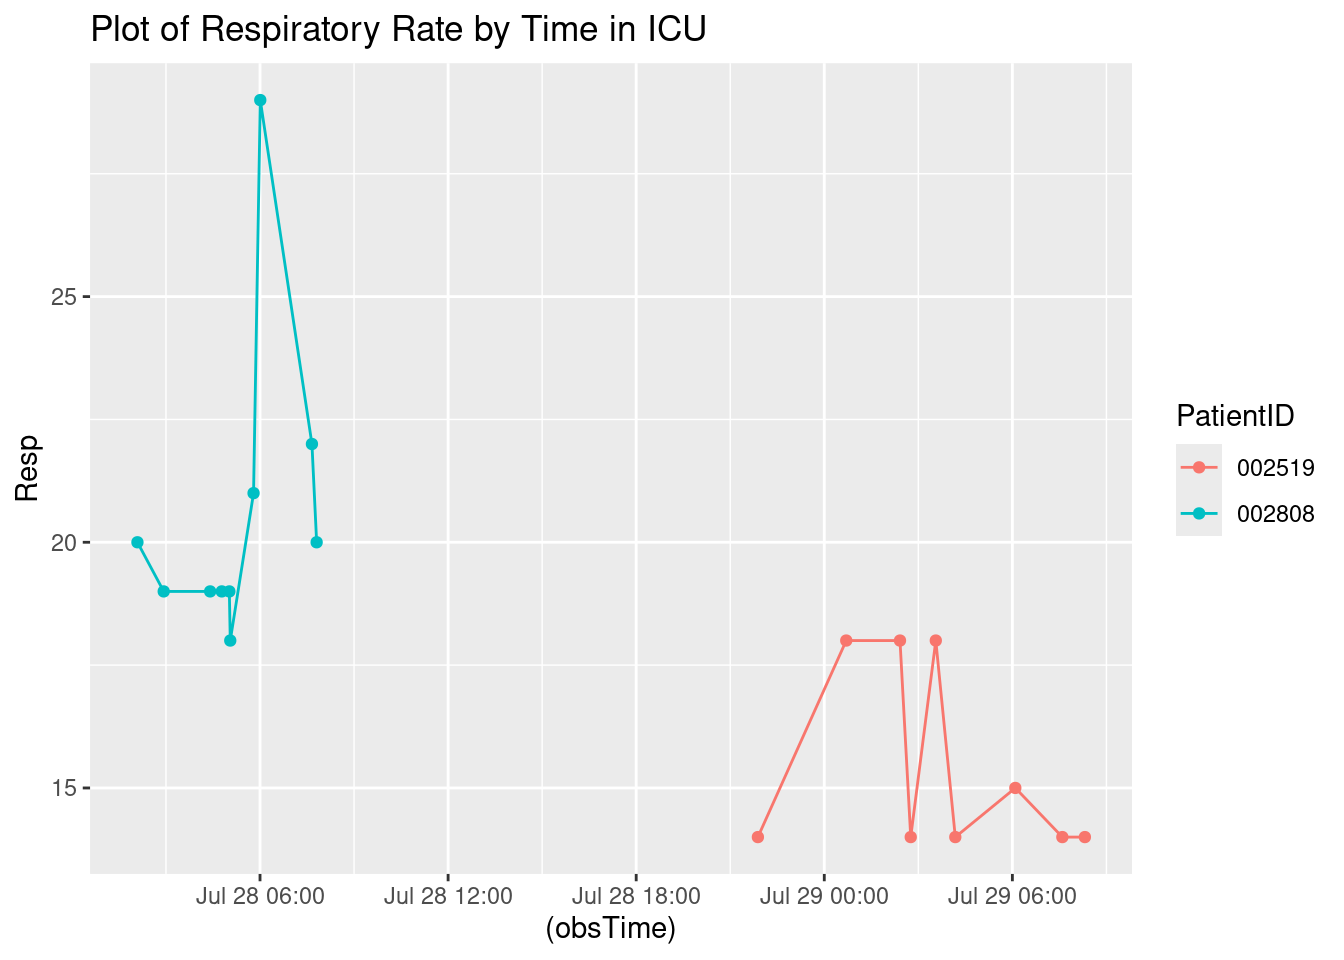 Plot of Respiratory Rate by Time in ICU
Resp
25
20
15
Jul 28 06:00
Jul 28 12:00
Jul 28 18:00
Jul 29 00:00
Jul 29 06:00
(obsTime)
PatientID
002519
002808